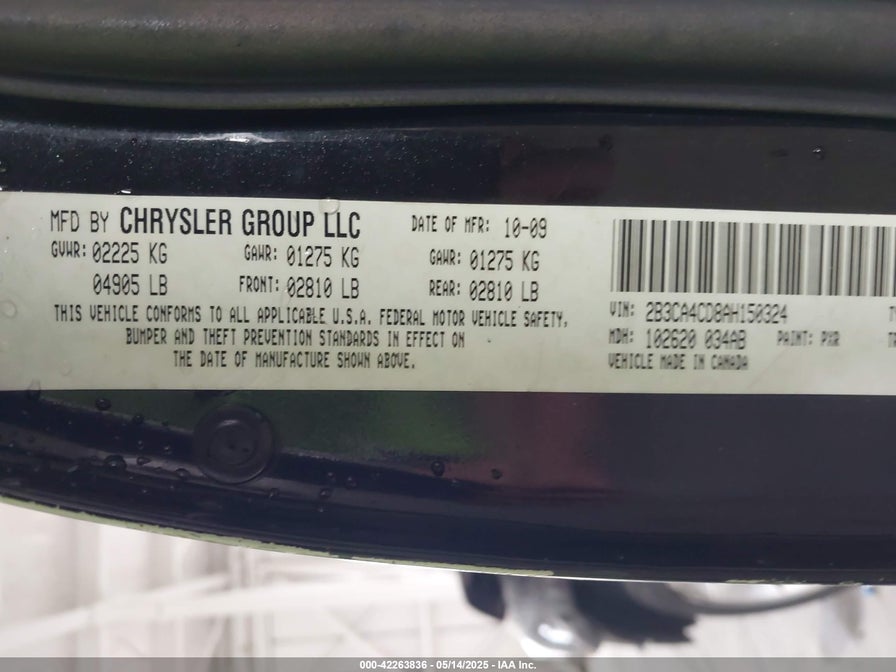 MFD BY CHRYSLER GROUP LLC DATE OF MFR: 10-09
GVWR: 02225 KG GAWR: 01275 KG GAWR: 01275 KG
04905 LB FRONT: 02810 LB REAR: 02810 LB
THIS VEHICLE CONFORMS TO ALL APPLICABLE U.S.A. FEDERAL MOTOR VEHICLE SAFETY,
BUMPER AND THEFT PREVENTION STANDARDS IN EFFECT ON
THE DATE OF MANUFACTURE SHOWN ABOVE.
VIN: 2B3CA4CD8AH150324
MDH: 102620 034AB PAINT: PXR
VEHICLE MADE IN CANADA
000-42263836 - 05/14/2025 - IAA Inc.